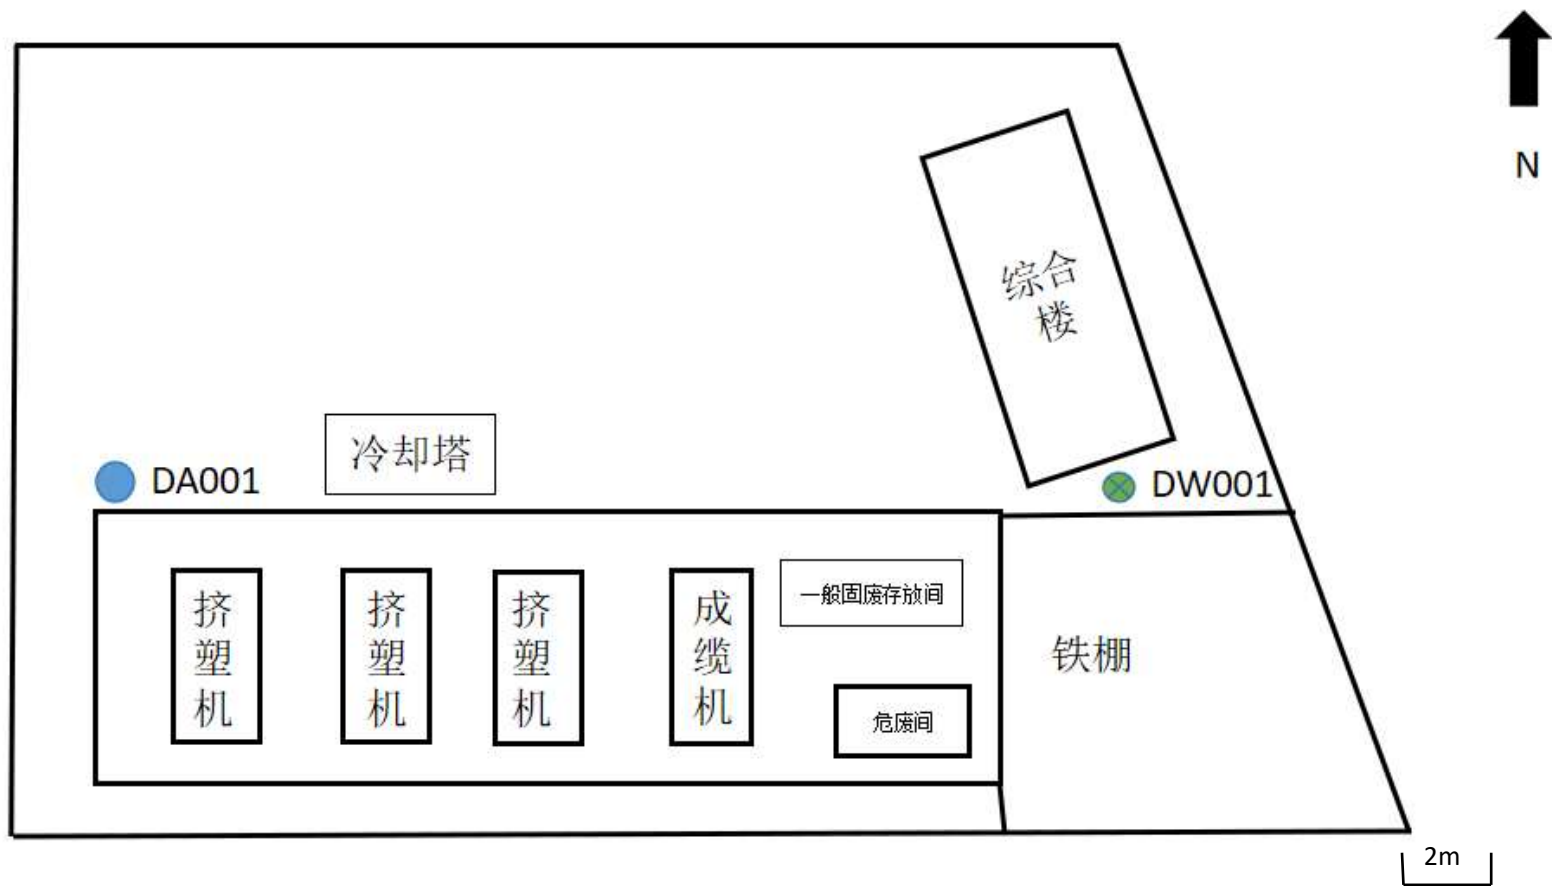 N
综合
楼
冷却塔
DA001
DW001
挤
塑
机
挤
塑
机
挤
塑
机
成
缆
机
一般固废存放间
危废间
铁棚
2m